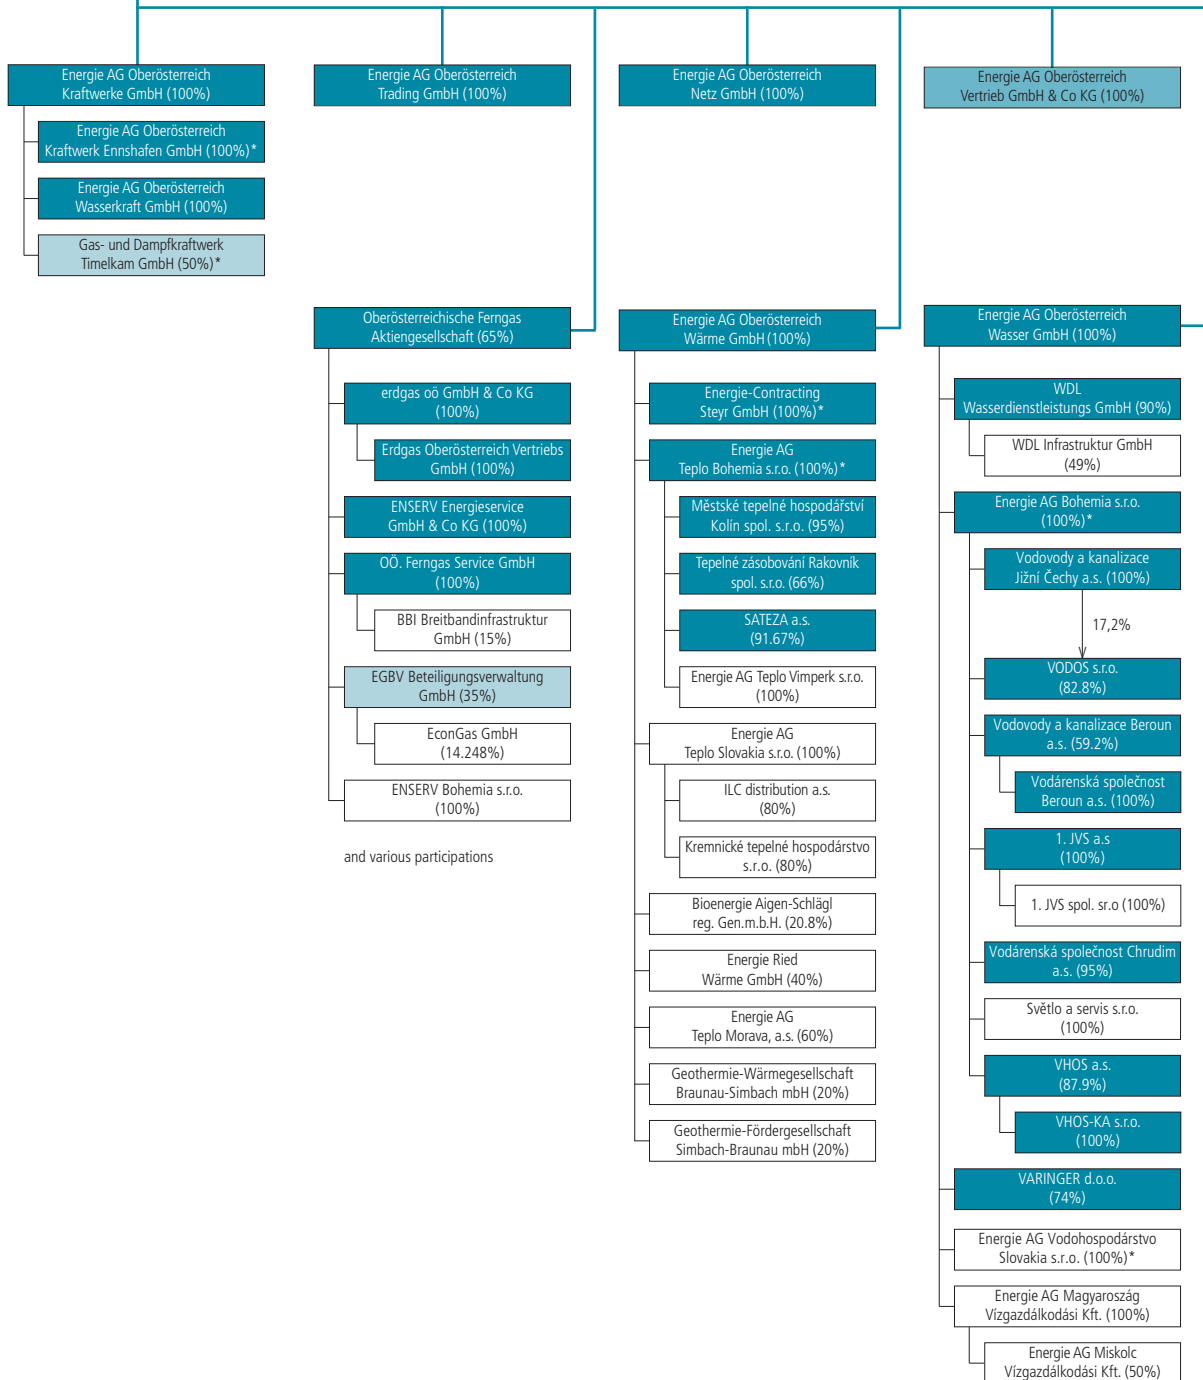 Energie AG Oberösterreich
Kraftwerke GmbH (100%)
Energie AG Oberösterreich
Kraftwerk Ennshafen GmbH (100%)*
Energie AG Oberösterreich
Wasserkraft GmbH (100%)
Gas- und Dampfkraftwerk
Timelkam GmbH (50%)*
Energie AG Oberösterreich
Trading GmbH (100%)
Oberösterreichische Ferngas
Aktiengesellschaft (65%)
erdgas oö GmbH & Co KG
(100%)
Erdgas Oberösterreich Vertriebs
GmbH (100%)
ENSERV Energieservice
GmbH & Co KG (100%)
OÖ. Ferngas Service GmbH
(100%)
BBI Breitbandinfrastruktur
GmbH (15%)
EGBV Beteiligungsverwaltung
GmbH (35%)
EconGas GmbH
(14.248%)
ENSERV Bohemia s.r.o.
(100%)
and various participations
Energie AG Oberösterreich
Netz GmbH (100%)
Energie AG Oberösterreich
Wärme GmbH (100%)
Energie-Contracting
Steyr GmbH (100%)*
Energie AG
Teplo Bohemia s.r.o. (100%)*
Městské tepelné hospodářství
Kolín spol. s.r.o. (95%)
Tepelné zásobování Rakovník
spol. s.r.o. (66%)
SATEZA a.s.
(91.67%)
Energie AG Teplo Vimperk s.r.o.
(100%)
Energie AG
Teplo Slovakia s.r.o. (100%)
ILC distribution a.s.
(80%)
Kremnické tepelné hospodárstvo
s.r.o. (80%)
Bioenergie Aigen-Schlägl
reg. Gen.m.b.H. (20.8%)
Energie Ried
Wärme GmbH (40%)
Energie AG
Teplo Morava, a.s. (60%)
Geothermie-Wärmegesellschaft
Braunau-Simbach mbH (20%)
Geothermie-Fördergesellschaft
Simbach-Braunau mbH (20%)
Energie AG Oberösterreich
Vertrieb GmbH & Co KG (100%)
Energie AG Oberösterreich
Wasser GmbH (100%)
WDL
Wasserdienstleistungs GmbH (90%)
WDL Infrastruktur GmbH
(49%)
Energie AG Bohemia s.r.o.
(100%)*
Vodovody a kanalizace
Jižní Čechy a.s. (100%)
17,2%
VODOS s.r.o.
(82.8%)
Vodovody a kanalizace Beroun
a.s. (59.2%)
Vodárenská společnost
Beroun a.s. (100%)
1. JVS a.s
(100%)
1. JVS spol. sr.o (100%)
Vodárenská společnost Chrudim
a.s. (95%)
Světlo a servis s.r.o.
(100%)
VHOS a.s.
(87.9%)
VHOS-KA s.r.o.
(100%)
VARINGER d.o.o.
(74%)
Energie AG Vodohospodárstvo
Slovakia s.r.o. (100%)*
Energie AG Magyaroszág
Vízgazdálkodási Kft. (100%)
Energie AG Miskolc
Vízgazdálkodási Kft. (50%)